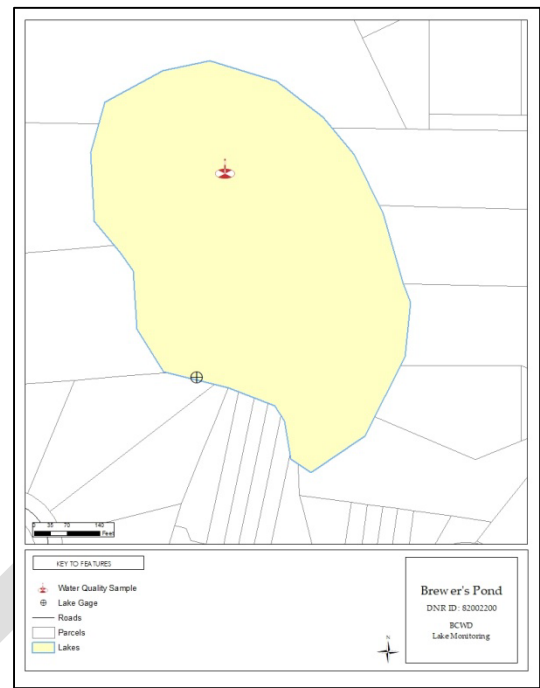 0 35 70 140
Feet
KEY TO FEATURES
Water Quality Sample
Lake Gage
Roads
Parcels
Lakes
N
Brewer's Pond
DNR ID: 82002200
BCWD
Lake Monitoring